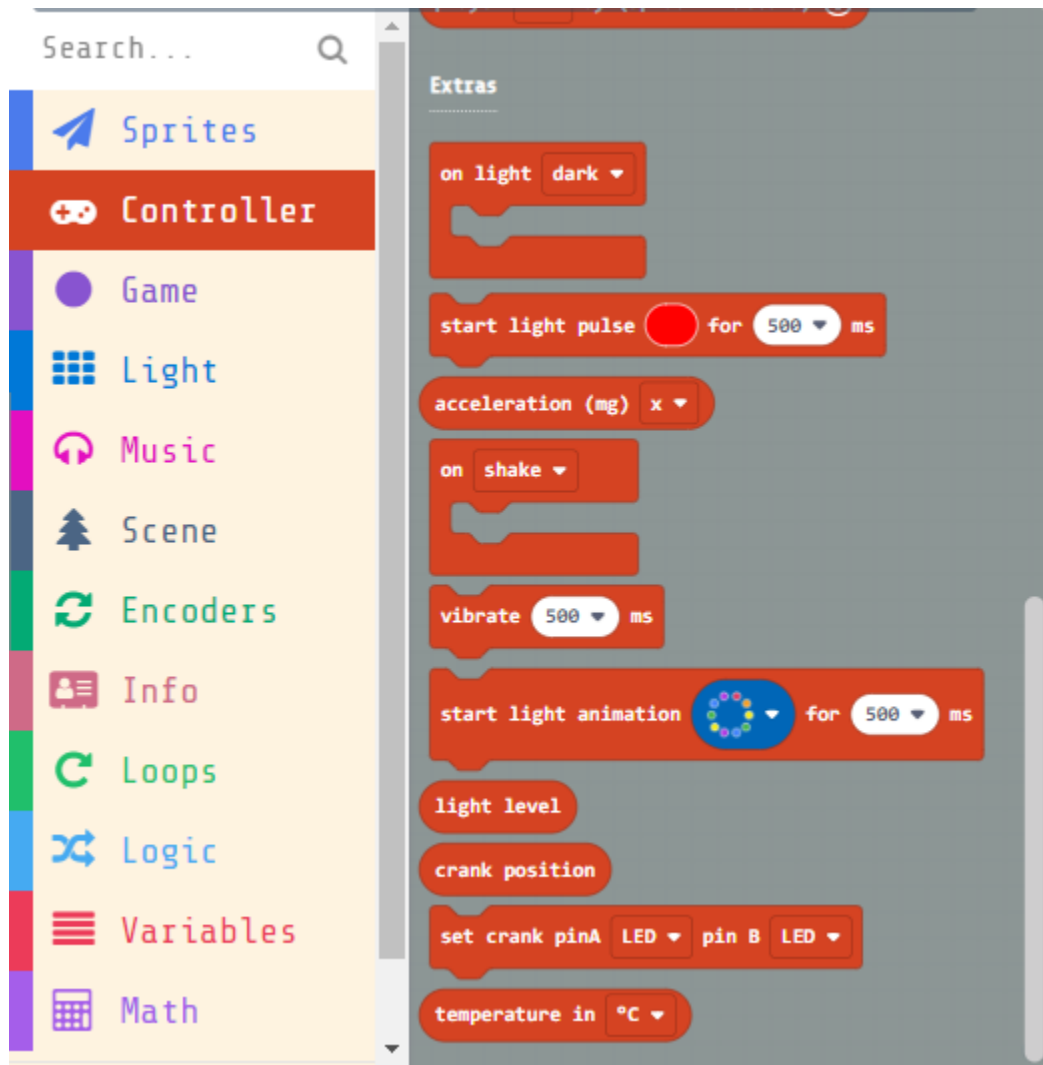 Search...
Sprites
Controller
Game
Light
Music
Scene
Encoders
Info
Loops
Logic
Variables
Math
Extras
on light dark
start light pulse for 500 ms
acceleration (mg) x
on shake
vibrate 500 ms
start light animation for 500 ms
light level
crank position
set crank pinA LED pin B LED
temperature in °C